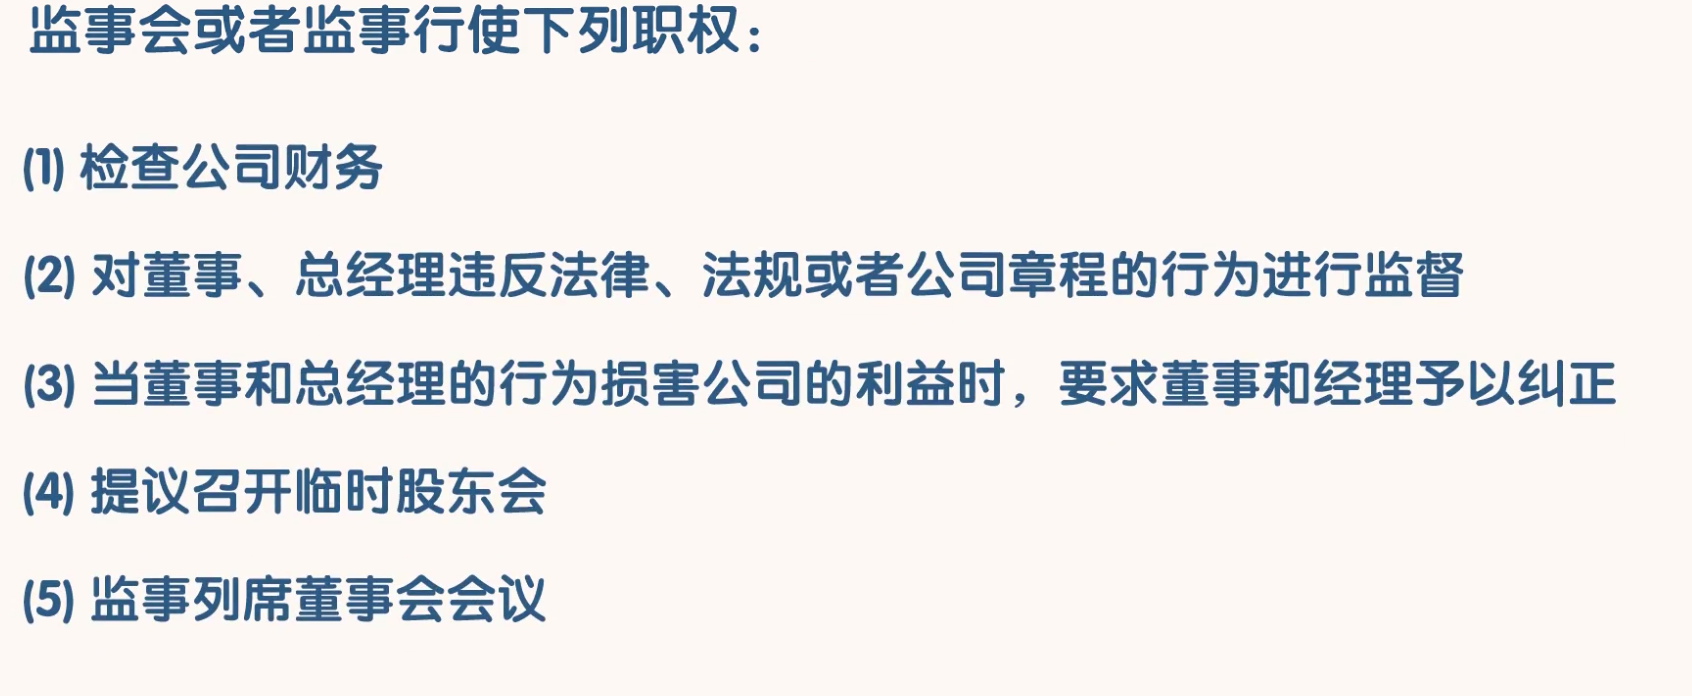 监事会或者监事行使下列职权：
(1) 检查公司财务
(2) 对董事、总经理违反法律、法规或者公司章程的行为进行监督
(3) 当董事和总经理的行为损害公司的利益时，要求董事和经理予以纠正
(4) 提议召开临时股东会
(5) 监事列席董事会会议